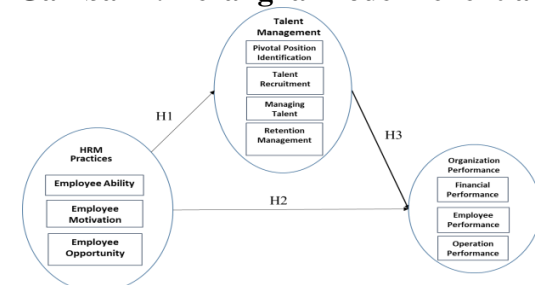 Talent
Management
Pivotal Position
Identification
Talent
Recruitment
Managing
Talent
Retention
Management
H1
H3
HRM
Practices
Employee Ability
Employee
Motivation
Employee
Opportunity
H2
Organization
Performance
Financial
Performance
Employee
Performance
Operation
Performance